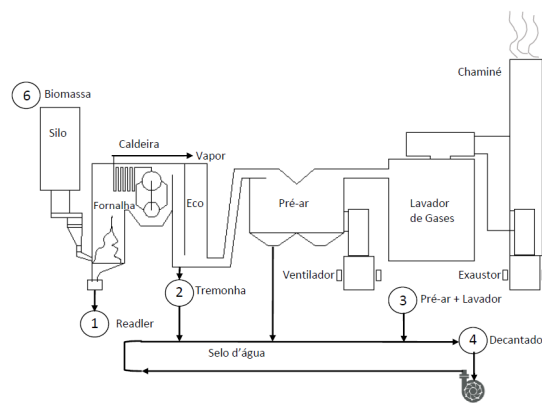 Chaminé
6 Biomassa
Silo
Caldeira
Vapor
Fornalha
Eco
Pré-ar
Lavador
de Gases
Ventilador
Exaustor
2 Tremonha
1 Readler
3 Pré-ar + Lavador
4 Decantado
Selo d'água